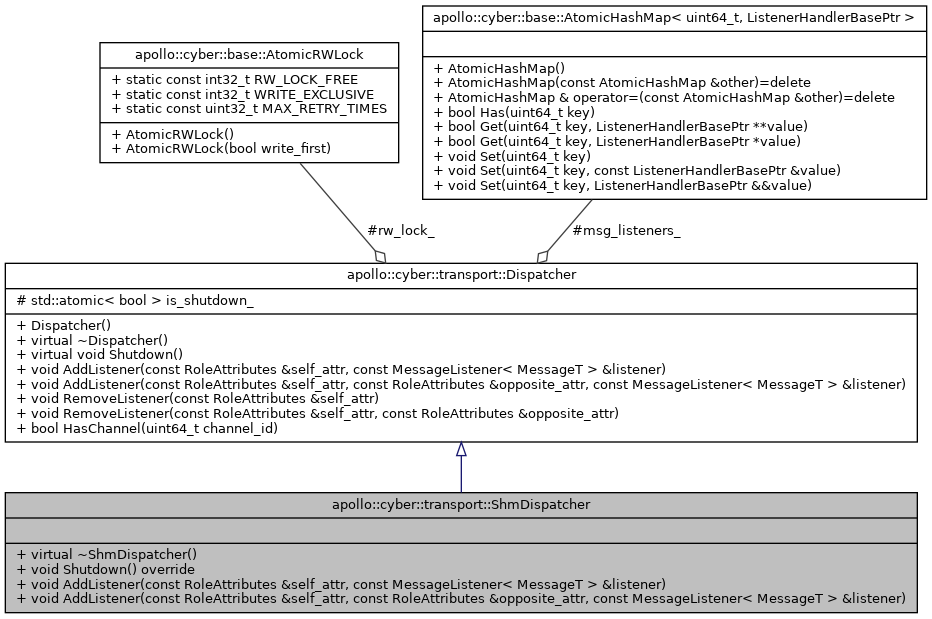 apollo::cyber::base::AtomicHashMap< uint64_t, ListenerHandlerBasePtr >
+ AtomicHashMap()
+ AtomicHashMap(const AtomicHashMap &other)=delete
+ AtomicHashMap & operator=(const AtomicHashMap &other)=delete
+ bool Has(uint64_t key)
+ bool Get(uint64_t key, ListenerHandlerBasePtr **value)
+ bool Get(uint64_t key, ListenerHandlerBasePtr *value)
+ void Set(uint64_t key)
+ void Set(uint64_t key, const ListenerHandlerBasePtr &value)
+ void Set(uint64_t key, ListenerHandlerBasePtr &&value)
apollo::cyber::base::AtomicRWLock
+ static const int32_t RW_LOCK_FREE
+ static const int32_t WRITE_EXCLUSIVE
+ static const uint32_t MAX_RETRY_TIMES
+ AtomicRWLock()
+ AtomicRWLock(bool write_first)
#rw_lock_
#msg_listeners_
apollo::cyber::transport::Dispatcher
# std::atomic< bool > is_shutdown_
+ Dispatcher()
+ virtual ~Dispatcher()
+ virtual void Shutdown()
+ void AddListener(const RoleAttributes &self_attr, const MessageListener< MessageT > &listener)
+ void AddListener(const RoleAttributes &self_attr, const RoleAttributes &opposite_attr, const MessageListener< MessageT > &listener)
+ void RemoveListener(const RoleAttributes &self_attr)
+ void RemoveListener(const RoleAttributes &self_attr, const RoleAttributes &opposite_attr)
+ bool HasChannel(uint64_t channel_id)
apollo::cyber::transport::ShmDispatcher
+ virtual ~ShmDispatcher()
+ void Shutdown() override
+ void AddListener(const RoleAttributes &self_attr, const MessageListener< MessageT > &listener)
+ void AddListener(const RoleAttributes &self_attr, const RoleAttributes &opposite_attr, const MessageListener< MessageT > &listener)